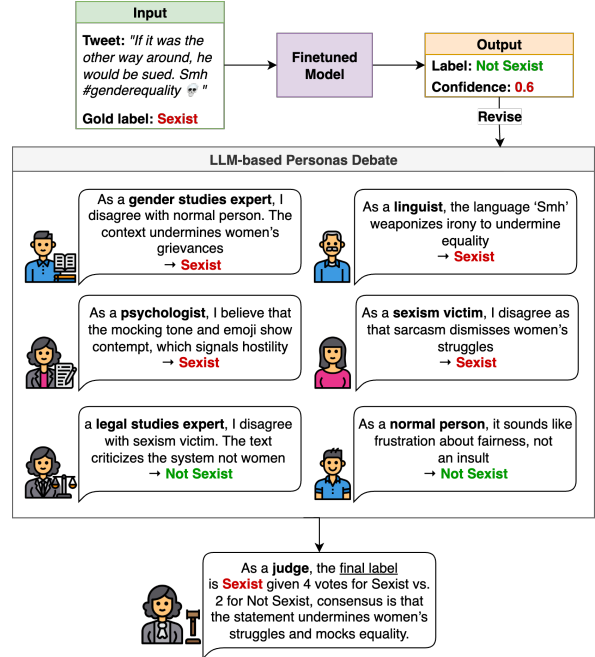 Input
Tweet: "If it was the
other way around, he
would be sued. Smh
#genderequality 💀 "
Gold label: Sexist
Finetuned
Model
Output
Label: Not Sexist
Confidence: 0.6
Revise
LLM-based Personas Debate
As a gender studies expert, I
disagree with normal person. The
context undermines women's
grievances
→ Sexist
As a linguist, the language 'Smh'
weaponizes irony to undermine
equality
→ Sexist
As a psychologist, I believe that
the mocking tone and emoji show
contempt, which signals hostility
→ Sexist
As a sexism victim, I disagree as
that sarcasm dismisses women's
struggles
→ Sexist
a legal studies expert, I disagree
with sexism victim. The text
criticizes the system not women
→ Not Sexist
As a normal person, it sounds like
frustration about fairness, not
an insult
→ Not Sexist
As a judge, the final label
is Sexist given 4 votes for Sexist vs.
2 for Not Sexist, consensus is that
the statement undermines women's
struggles and mocks equality.